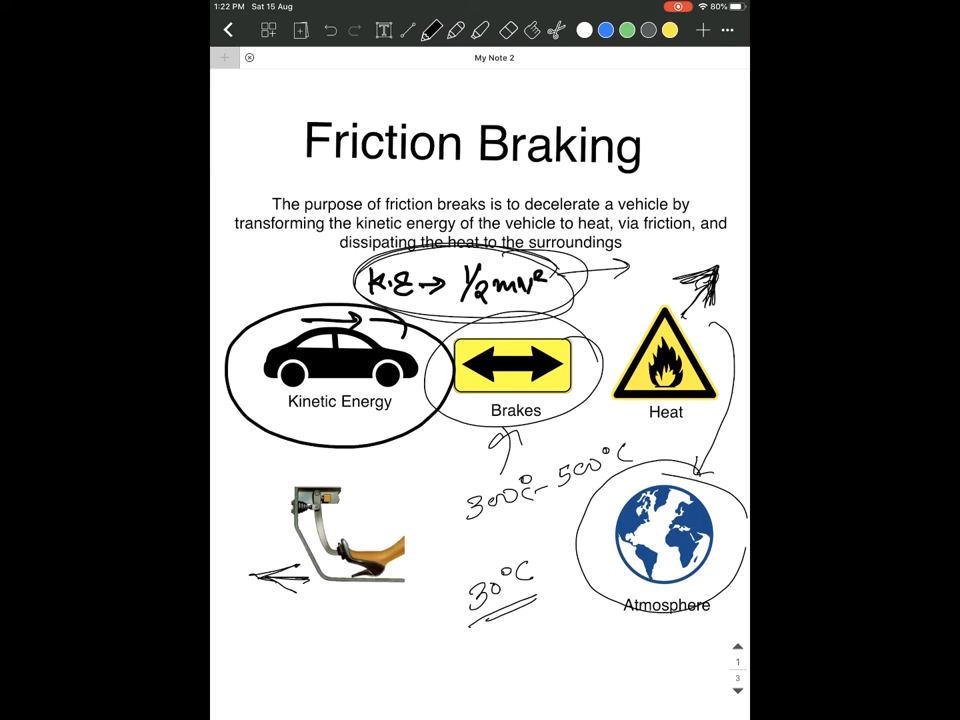 1:22 PM Sat 15 Aug
80%
My Note 2
Friction Braking
The purpose of friction breaks is to decelerate a vehicle by
transforming the kinetic energy of the vehicle to heat, via friction, and
dissipating the heat to the surroundings
K.E → 1/2 mv²
Kinetic Energy
Brakes
Heat
300°C - 500°C
30°C
Atmosphere
1
3